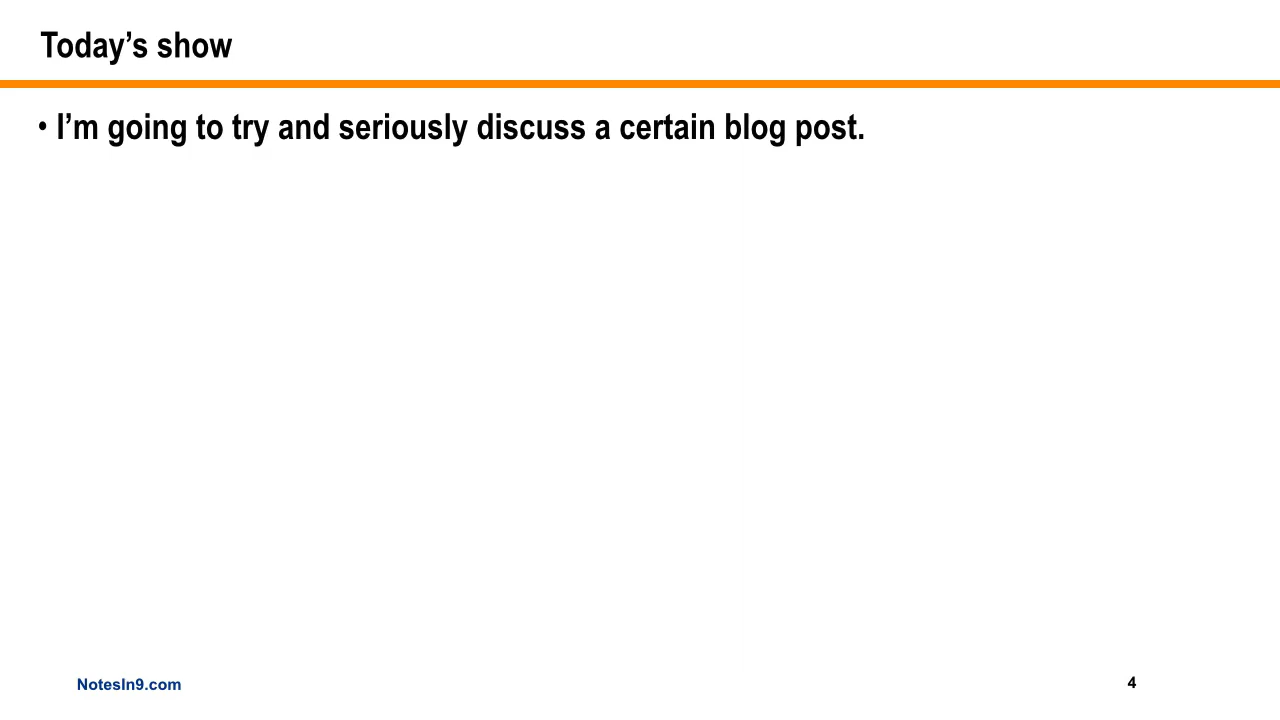 Today’s show
• I’m going to try and seriously discuss a certain blog post.
NotesIn9.com
4